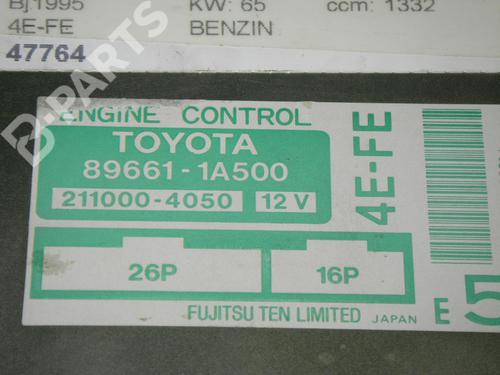 Bj.1995 KW: 65 ccm: 1332
4E-FE BENZIN
47764
B-PARTS
ENGINE CONTROL
TOYOTA
89661-1A500
211000-4050 12 V
4E-FE
26P 16P
FUJITSU TEN LIMITED JAPAN
E 5